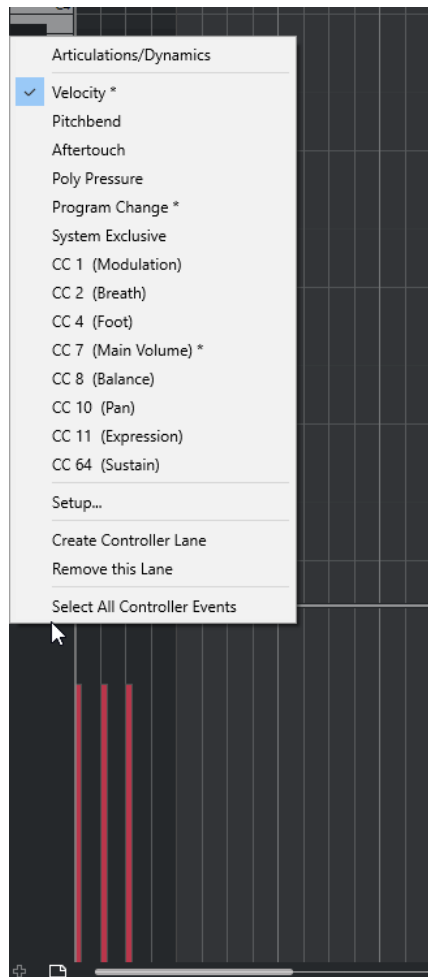 Articulations/Dynamics
Velocity *
Pitchbend
Aftertouch
Poly Pressure
Program Change *
System Exclusive
CC 1 (Modulation)
CC 2 (Breath)
CC 4 (Foot)
CC 7 (Main Volume) *
CC 8 (Balance)
CC 10 (Pan)
CC 11 (Expression)
CC 64 (Sustain)
Setup...
Create Controller Lane
Remove this Lane
Select All Controller Events